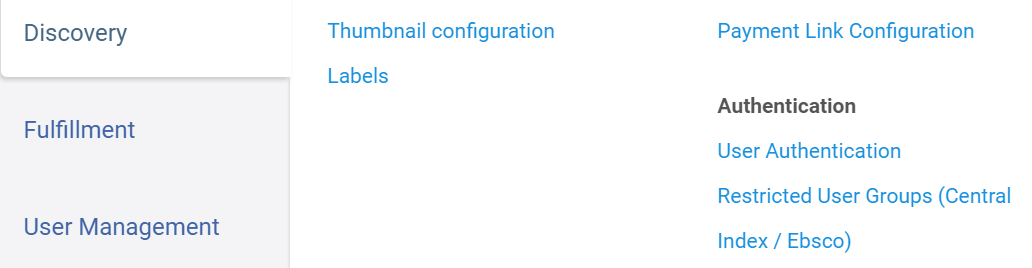 Discovery
Fulfillment
User Management
Thumbnail configuration
Labels
Payment Link Configuration
Authentication
User Authentication
Restricted User Groups (Central
Index / Ebsco)